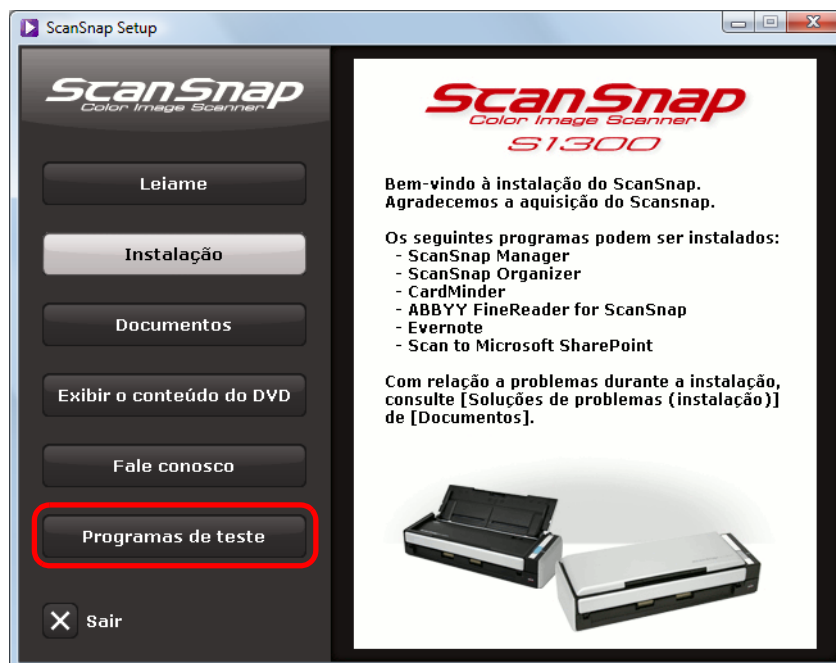 ScanSnap Setup
ScanSnap
Color Image Scanner
Leiame
Instalação
Documentos
Exibir o conteúdo do DVD
Fale conosco
Programas de teste
Sair
ScanSnap
Color Image Scanner
S1300
Bem-vindo à instalação do ScanSnap.
Agradecemos a aquisição do Scansnap.
Os seguintes programas podem ser instalados:
- ScanSnap Manager
- ScanSnap Organizer
- CardMinder
- ABBYY FineReader for ScanSnap
- Evernote
- Scan to Microsoft SharePoint
Com relação a problemas durante a instalação,
consulte [Soluções de problemas (instalação)]
de [Documentos].